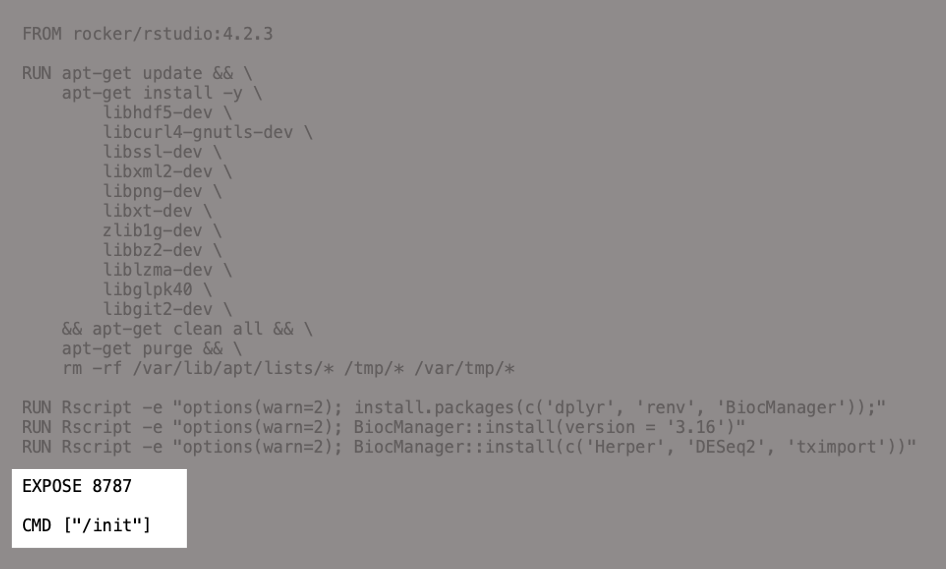 FROM rocker/rstudio:4.2.3
RUN apt-get update && \
apt-get install -y \
libhdf5-dev \
libcurl4-gnutls-dev \
libssl-dev \
libxml2-dev \
libpng-dev \
libxt-dev \
zlib1g-dev \
libbz2-dev \
liblzma-dev \
libglpk40 \
libgit2-dev \
&& apt-get clean all && \
apt-get purge && \
rm -rf /var/lib/apt/lists/* /tmp/* /var/tmp/*
RUN Rscript -e "options(warn=2); install.packages(c('dplyr', 'renv', 'BiocManager'));"
RUN Rscript -e "options(warn=2); BiocManager::install(version = '3.16')"
RUN Rscript -e "options(warn=2); BiocManager::install(c('Herper', 'DESeq2', 'tximport'))"
EXPOSE 8787
CMD ["/init"]